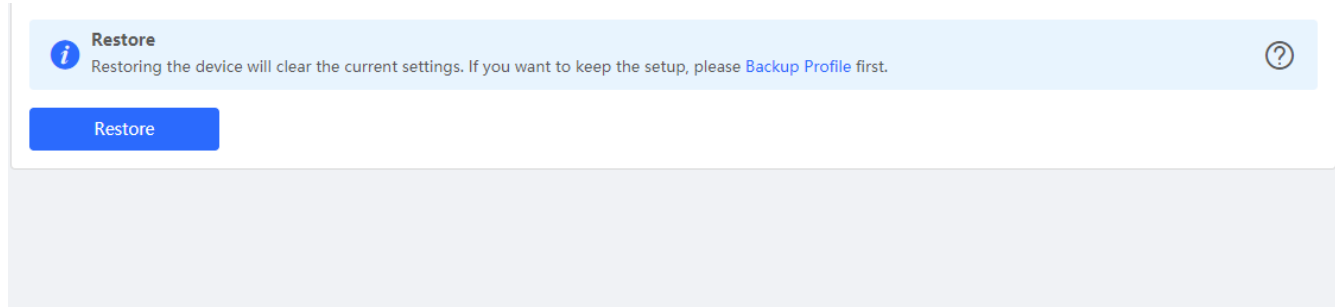 Restore
Restoring the device will clear the current settings. If you want to keep the setup, please Backup Profile first.
Restore